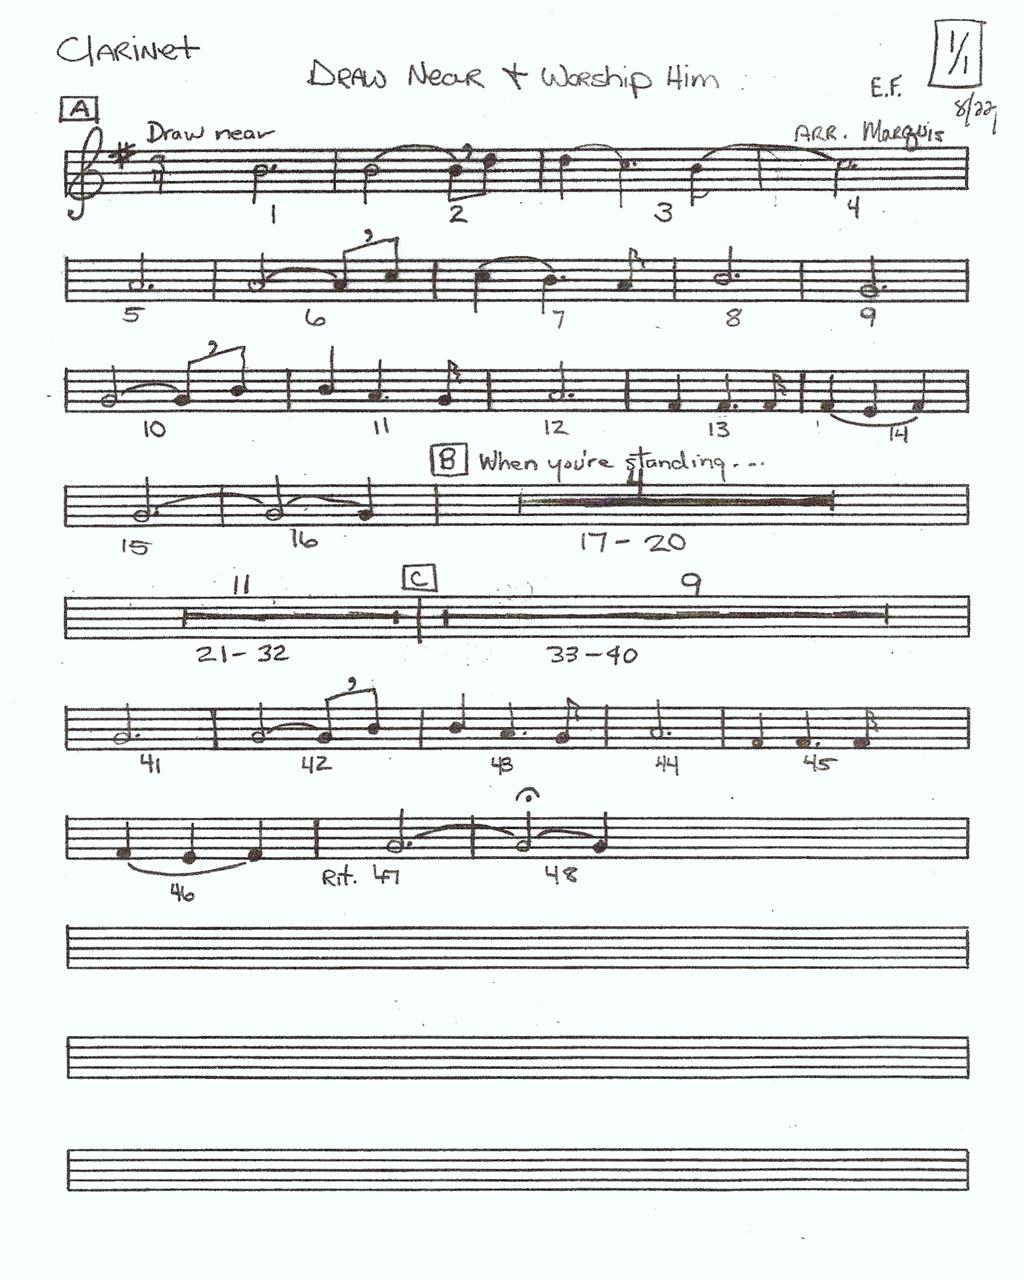 Clarinet
1/1
Draw Near + Worship Him
E.F.
8/22
A
Draw near
Arr. Marquis
1 2 3 4
5 6 7 8 9
10 11 12 13 14
B When you're standing...
4
15 16 17-20
11 C 9
21-32 33-40
41 42 43 44 45
46 Rit. 47 48